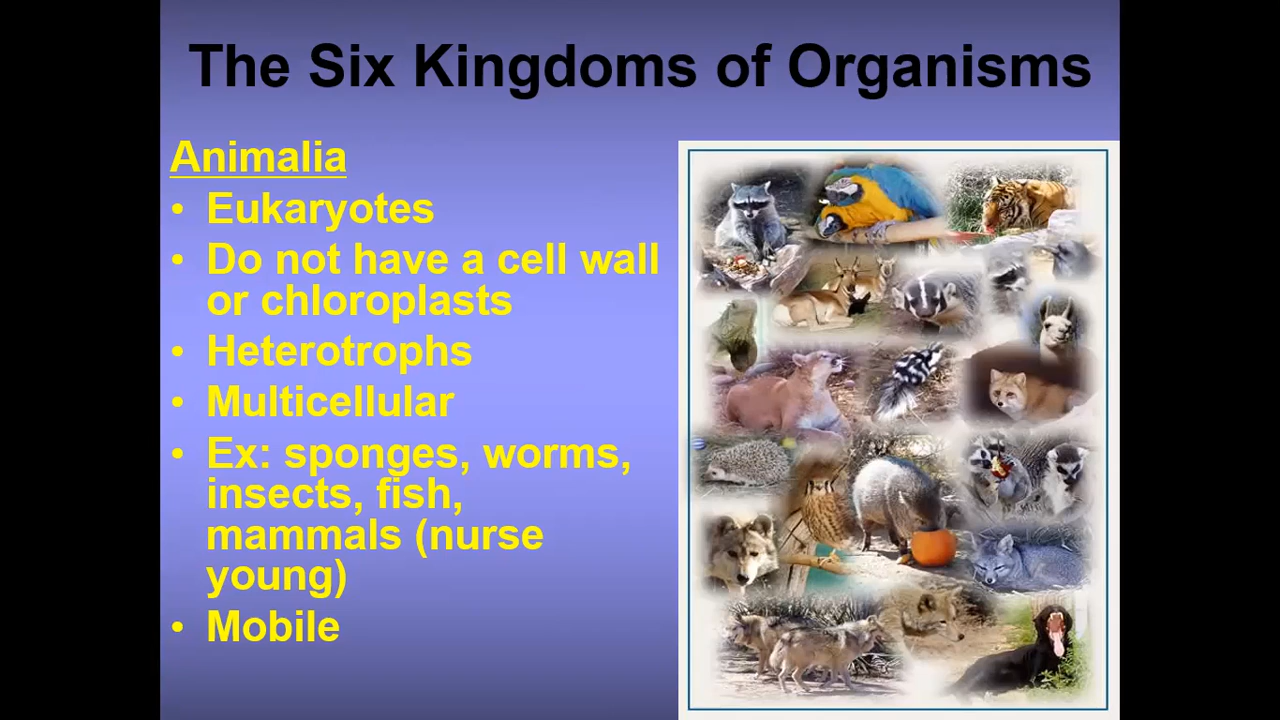 The Six Kingdoms of Organisms
Animalia
• Eukaryotes
• Do not have a cell wall
or chloroplasts
• Heterotrophs
• Multicellular
• Ex: sponges, worms,
insects, fish,
mammals (nurse
young)
• Mobile